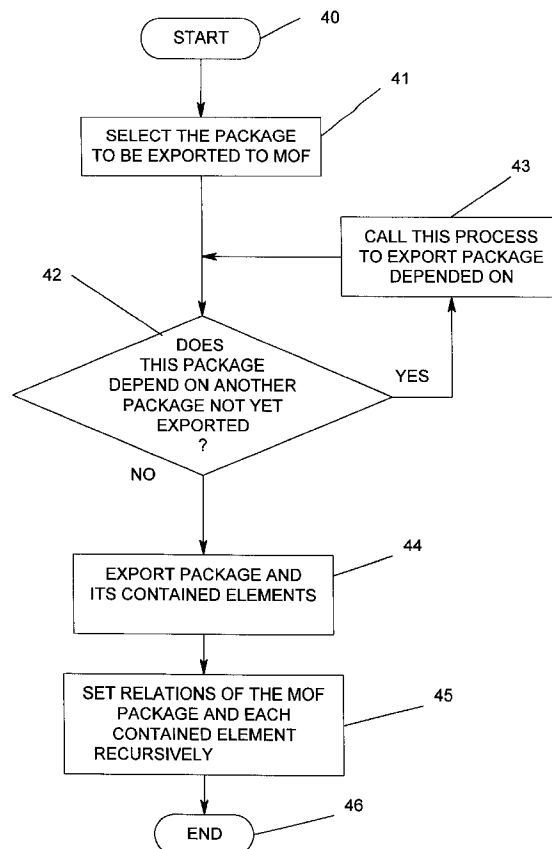 START
40
41
SELECT THE PACKAGE
TO BE EXPORTED TO MOF
43
CALL THIS PROCESS
TO EXPORT PACKAGE
DEPENDED ON
42
DOES
THIS PACKAGE
DEPEND ON ANOTHER
PACKAGE NOT YET
EXPORTED
?
YES
NO
44
EXPORT PACKAGE AND
ITS CONTAINED ELEMENTS
45
SET RELATIONS OF THE MOF
PACKAGE AND EACH
CONTAINED ELEMENT
RECURSIVELY
END
46